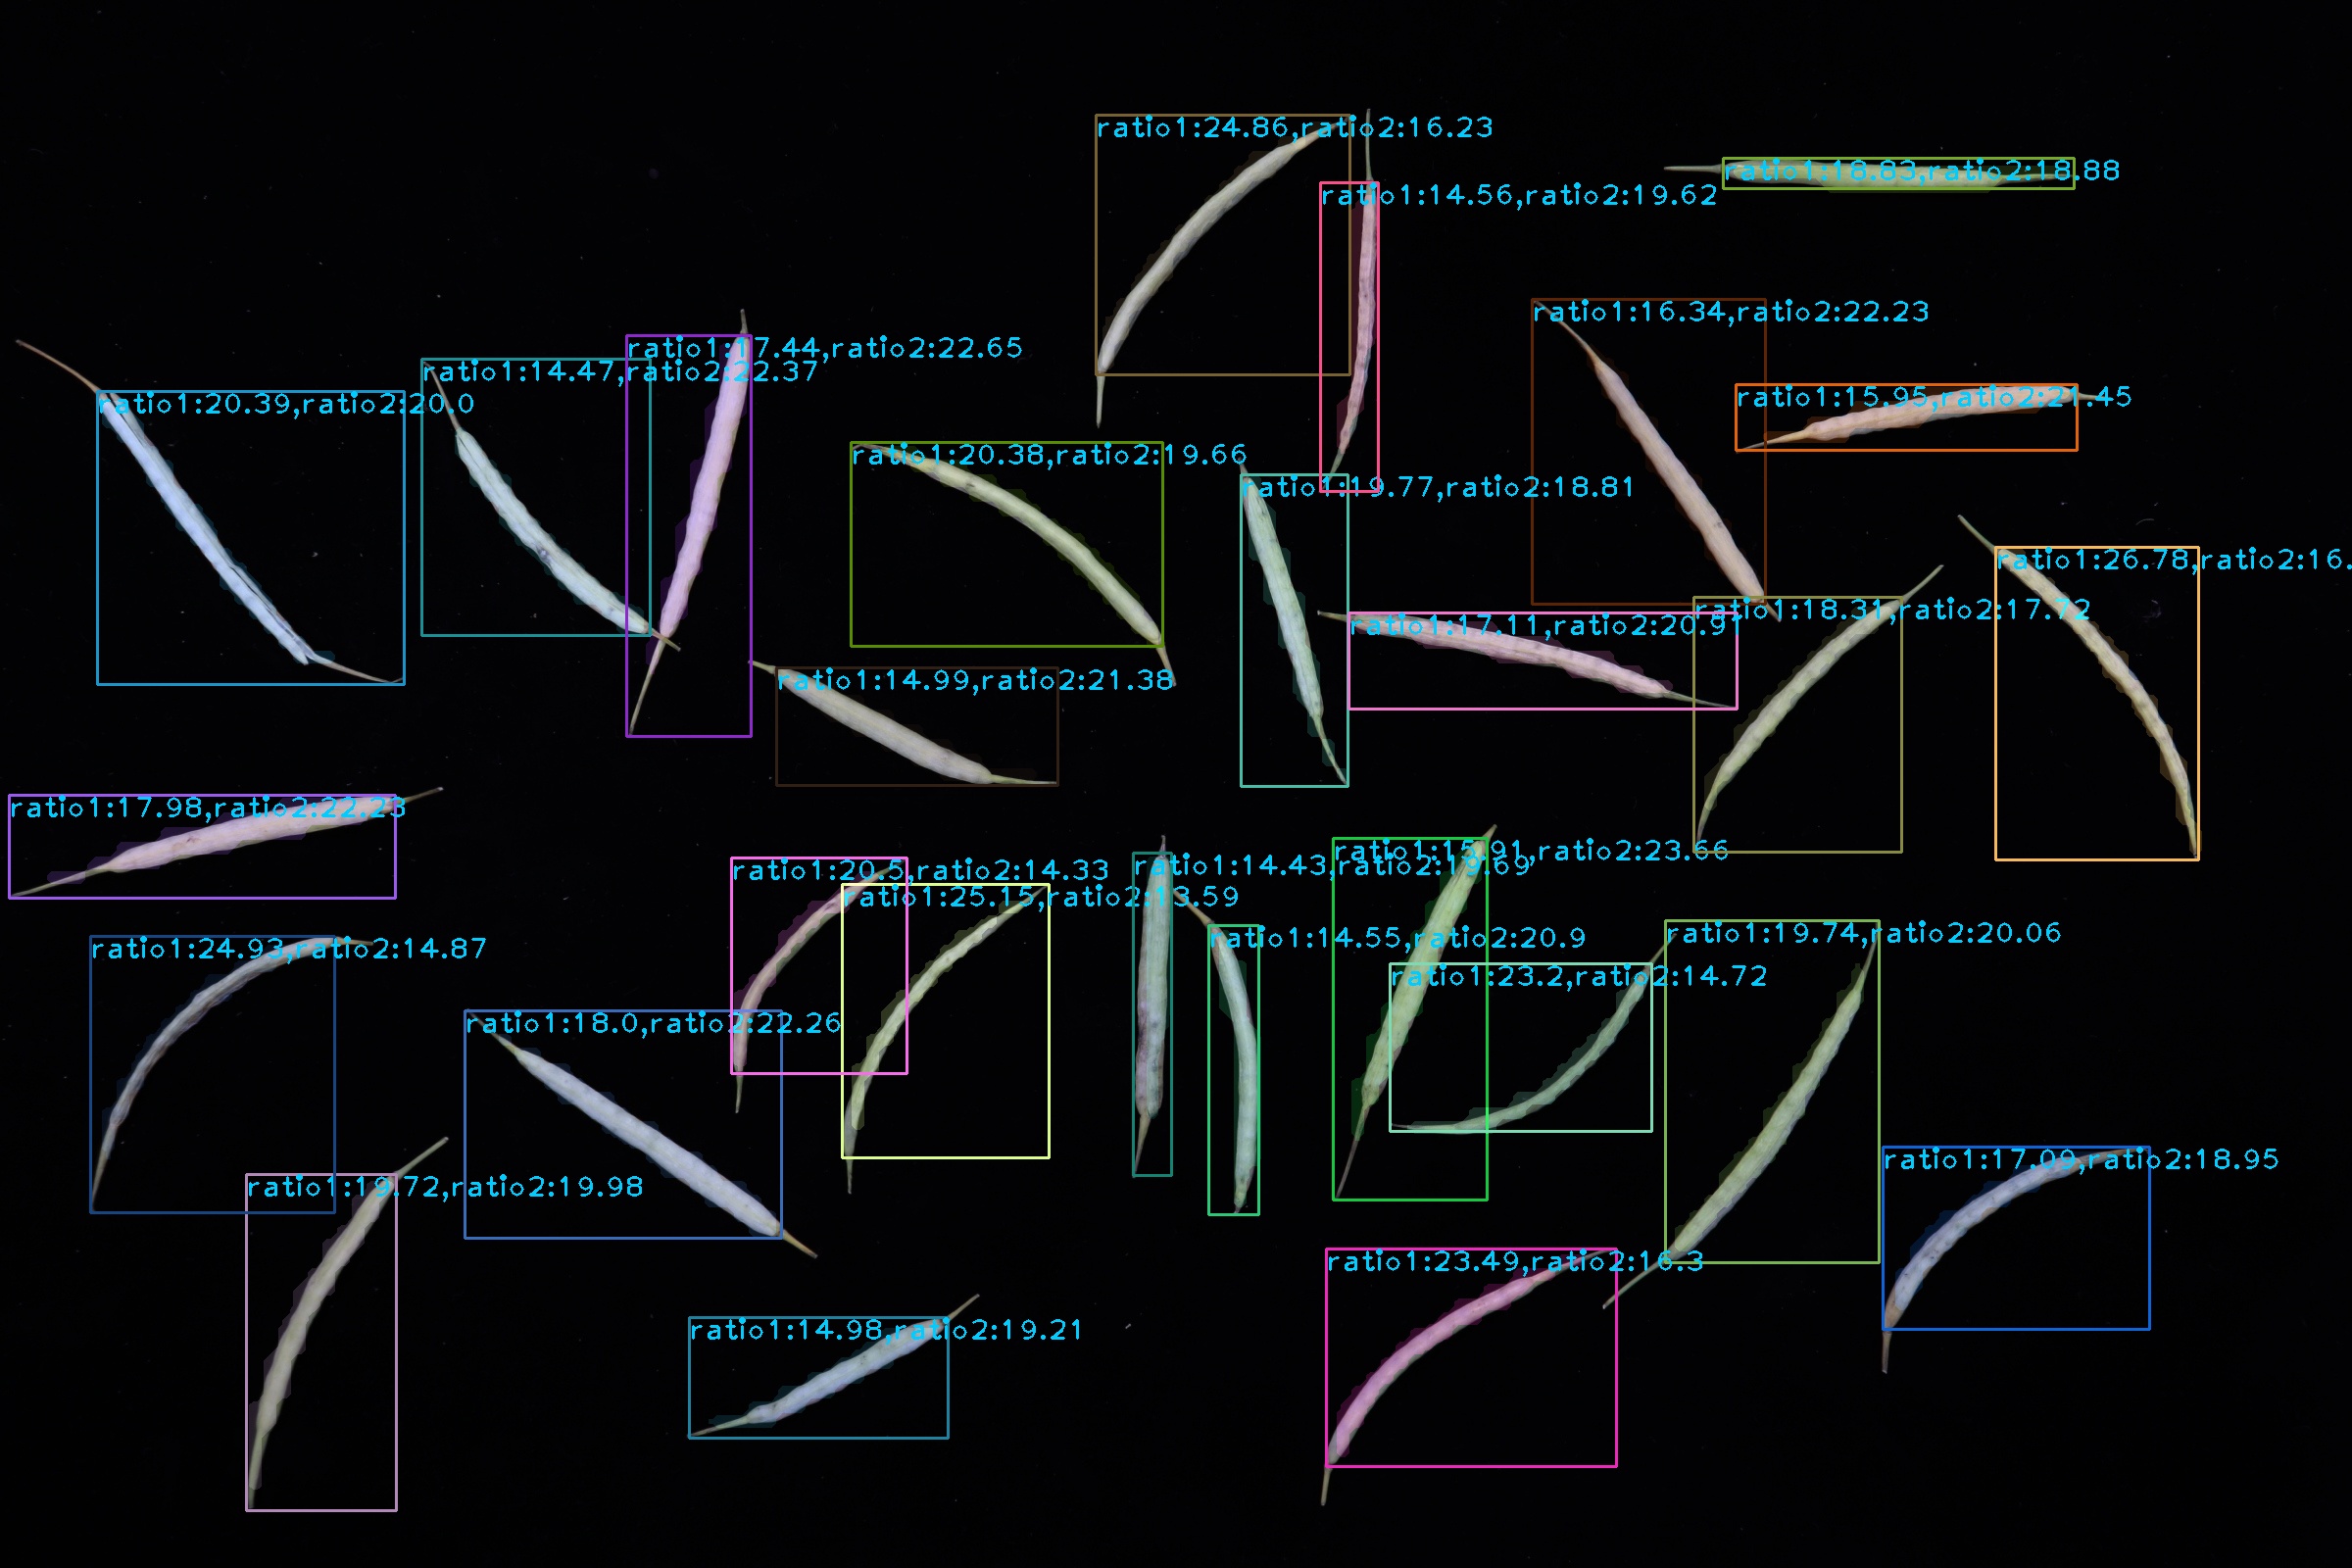 ratio1:24.86,ratio2:16.23
ratio1:18.83,ratio2:18.88
ratio1:14.56,ratio2:19.62
ratio1:16.34,ratio2:22.23
ratio1:17.44,ratio2:22.65
ratio1:14.47,ratio2:22.37
ratio1:15.95,ratio2:21.45
ratio1:20.39,ratio2:20.0
ratio1:20.38,ratio2:19.66
ratio1:19.77,ratio2:18.81
ratio1:26.78,ratio2:16.
ratio1:18.31,ratio2:17.72
ratio1:17.11,ratio2:20.9
ratio1:14.99,ratio2:21.38
ratio1:17.98,ratio2:22.23
ratio1:15.91,ratio2:23.66
ratio1:14.43,ratio2:19.69
ratio1:20.5,ratio2:14.33
ratio1:25.15,ratio2:13.59
ratio1:19.74,ratio2:20.06
ratio1:14.55,ratio2:20.9
ratio1:24.93,ratio2:14.87
ratio1:23.2,ratio2:14.72
ratio1:18.0,ratio2:22.26
ratio1:17.09,ratio2:18.95
ratio1:19.72,ratio2:19.98
ratio1:23.49,ratio2:16.3
ratio1:14.98,ratio2:19.21